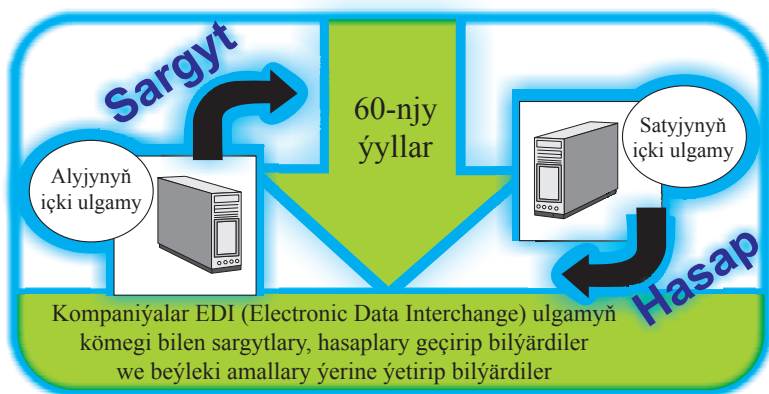 Sargyt
60-njy
ýyllar
Satyjynyň
içki ulgamy
Alyjynyň
içki ulgamy
Hasap
Kompaniýalar EDI (Electronic Data Interchange) ulgamyň
kömegi bilen sargytlary, hasaplary geçirip bilýärdiler
we beýleki amallary ýerine ýetirip bilýärdiler